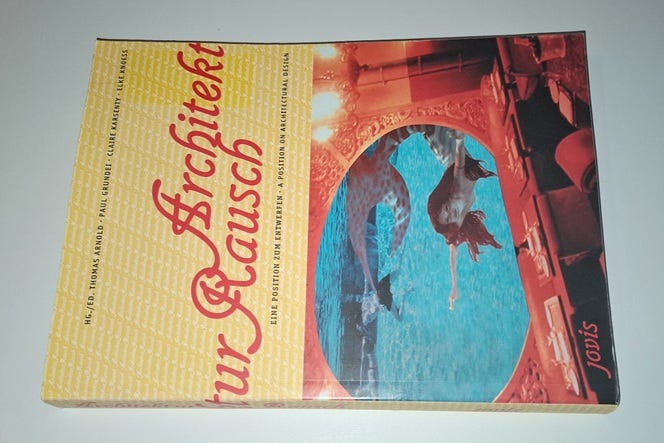 HG./ED. THOMAS ARNOLD · PAUL GRUNDEI · CLAIRE KARSENTY · ELKE KNOESS
Architekt
ur Rausch
EINE POSITION ZUM ENTWERFEN · A POSITION ON ARCHITECTURAL DESIGN
jovis